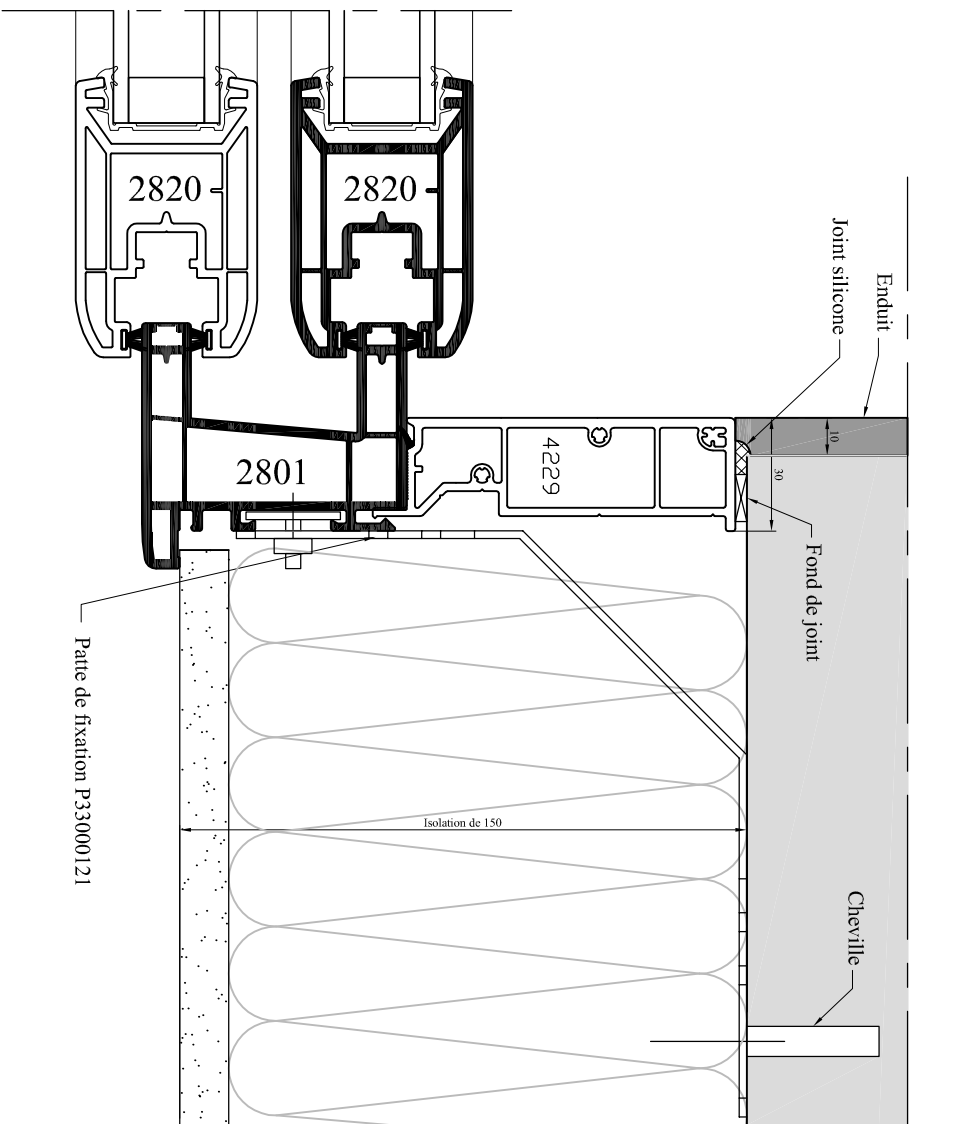 2820
2820
Joint silicone
Enduit
10
30
4229
2801
Fond de joint
Patte de fixation P33000121
Isolation de 150
Cheville